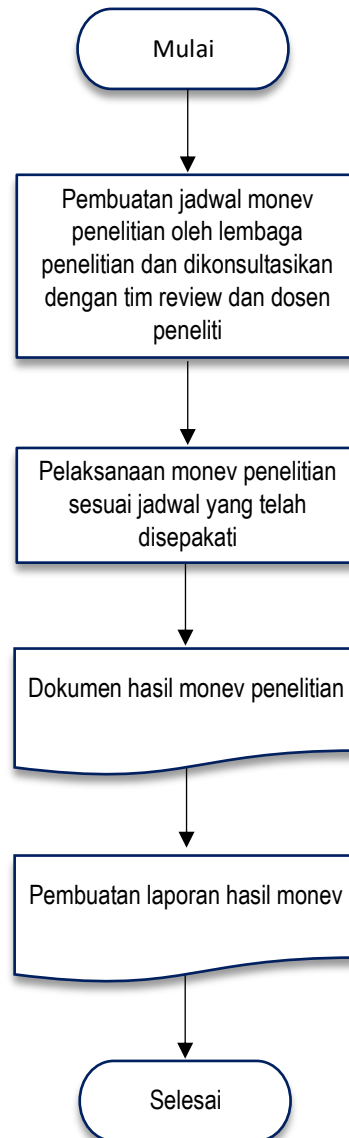 Mulai
Pembuatan jadwal monev
penelitian oleh lembaga
penelitian dan dikonsultasikan
dengan tim review dan dosen
peneliti
Pelaksanaan monev penelitian
sesuai jadwal yang telah
disepakati
Dokumen hasil monev penelitian
Pembuatan laporan hasil monev
Selesai